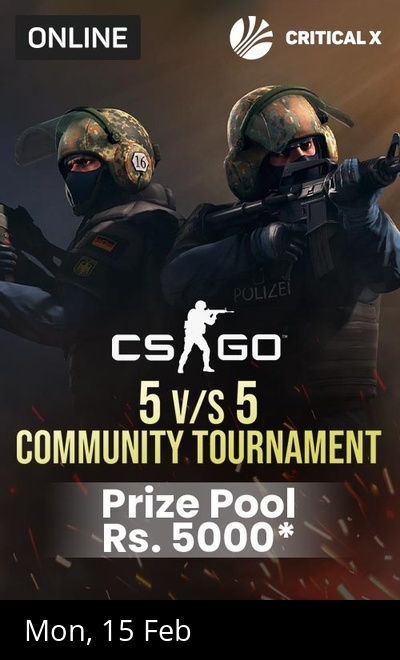 ONLINE
CRITICAL X
16
POLIZEI
CS GO
5 V/S 5
COMMUNITY TOURNAMENT
Prize Pool
Rs. 5000*
Mon, 15 Feb